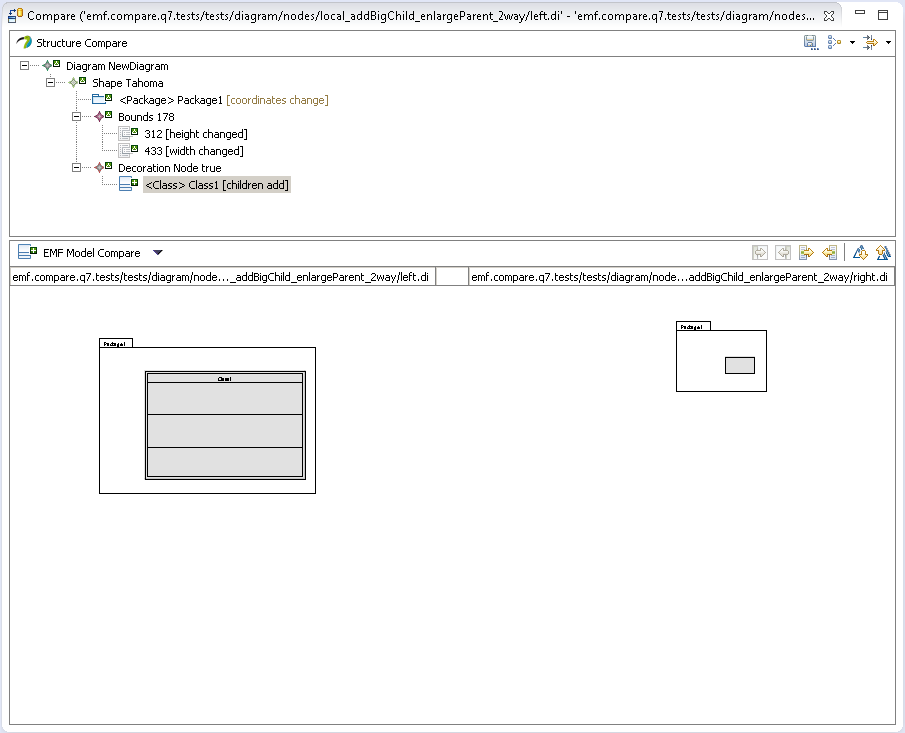 Compare ('emf.compare.q7.tests/tests/diagram/nodes/local_addBigChild_enlargeParent_2way/left.di' - 'emf.compare.q7.tests/tests/diagram/nodes...
Structure Compare
Diagram NewDiagram
Shape Tahoma
<Package> Package1 [coordinates change]
Bounds 178
312 [height changed]
433 [width changed]
Decoration Node true
<Class> Class1 [children add]
EMF Model Compare
emf.compare.q7.tests/tests/diagram/node..._addBigChild_enlargeParent_2way/left.di
emf.compare.q7.tests/tests/diagram/node...addBigChild_enlargeParent_2way/right.di
Package1
Package1
Class1